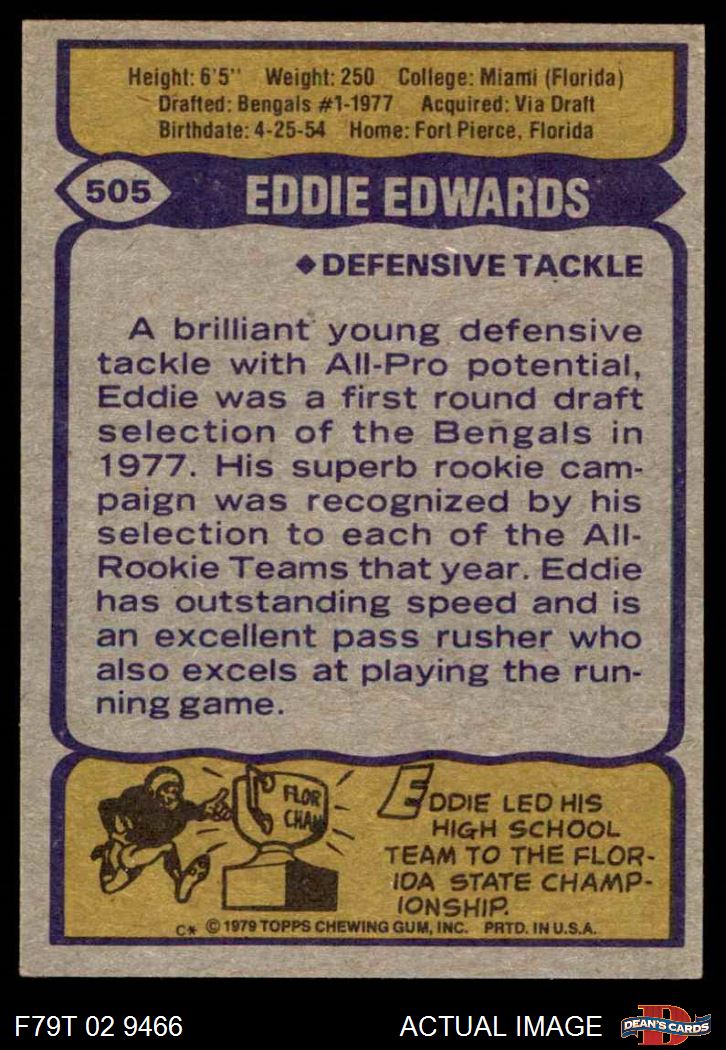 Height: 6'5" Weight: 250 College: Miami (Florida)
Drafted: Bengals #1-1977 Acquired: Via Draft
Birthdate: 4-25-54 Home: Fort Pierce, Florida
505 EDDIE EDWARDS
◆ DEFENSIVE TACKLE
A brilliant young defensive
tackle with All-Pro potential,
Eddie was a first round draft
selection of the Bengals in
1977. His superb rookie cam-
paign was recognized by his
selection to each of the All-
Rookie Teams that year. Eddie
has outstanding speed and is
an excellent pass rusher who
also excels at playing the run-
ning game.
FLOR
CHAM
EDDIE LED HIS
HIGH SCHOOL
TEAM TO THE FLOR-
IDA STATE CHAMP-
IONSHIP.
C* © 1979 TOPPS CHEWING GUM, INC. PRTD. IN U.S.A.
F79T 02 9466 ACTUAL IMAGE D DEAN'S CARDS